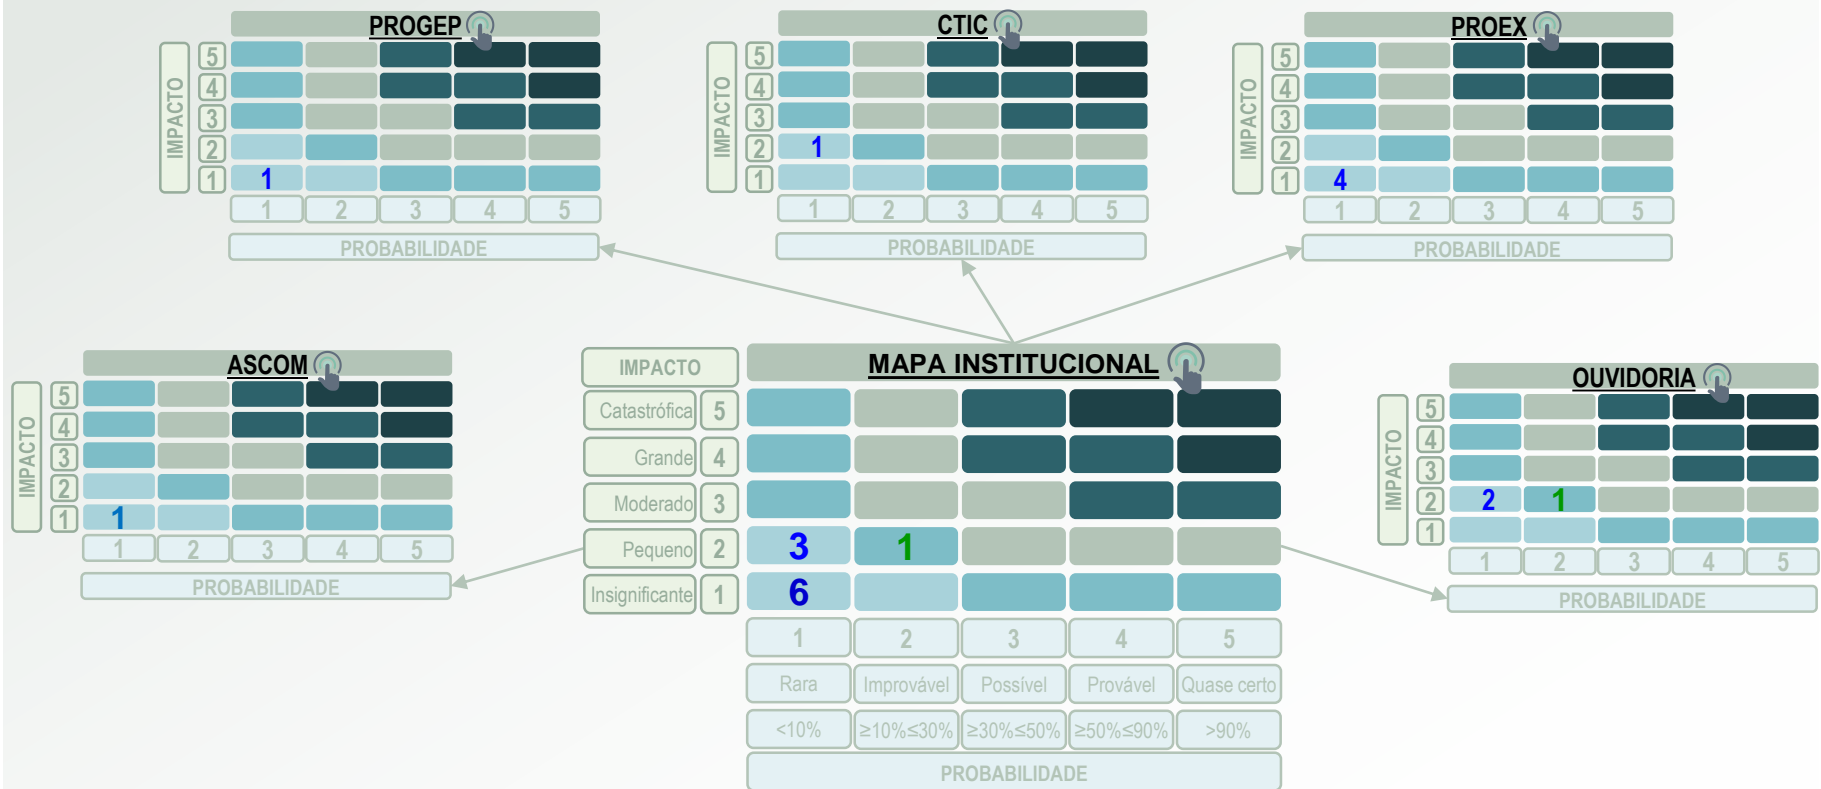 PROGEP
IMPACTO
5
4
3
2
1
1
1 2 3 4 5
PROBABILIDADE
CTIC
IMPACTO
5
4
3
2 1
1
1 2 3 4 5
PROBABILIDADE
PROEX
IMPACTO
5
4
3
2
1 4
1 2 3 4 5
PROBABILIDADE
ASCOM
IMPACTO
5
4
3
2
1 1
1 2 3 4 5
PROBABILIDADE
IMPACTO MAPA INSTITUCIONAL
Catastrófica 5
Grande 4
Moderado 3
Pequeno 2 3 1
Insignificante 1 6
1 2 3 4 5
Rara Improvável Possível Provável Quase certo
<10% ≥10%≤30% ≥30%≤50% ≥50%≤90% >90%
PROBABILIDADE
OUVIDORIA
IMPACTO
5
4
3
2 2 1
1
1 2 3 4 5
PROBABILIDADE